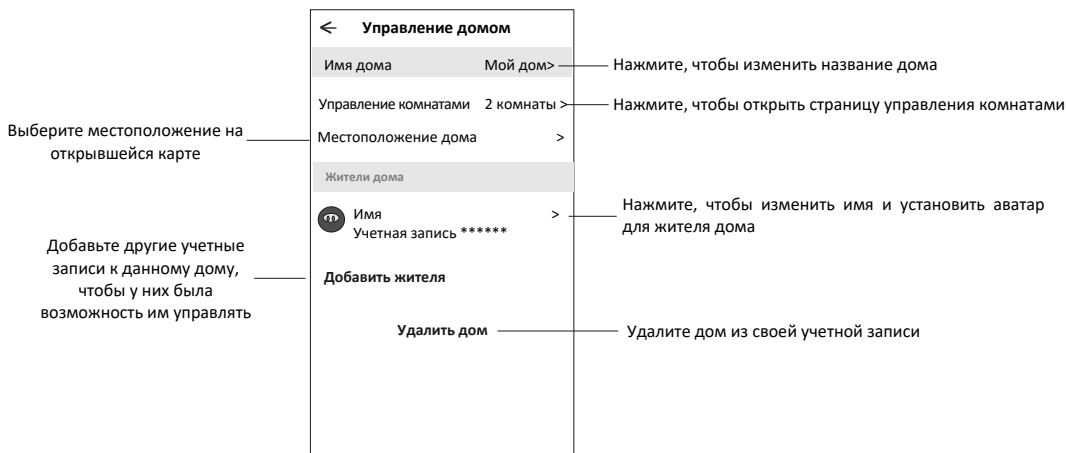 ← Управление домом
Имя дома Мой дом>
Нажмите, чтобы изменить название дома
Управление комнатами 2 комнаты >
Нажмите, чтобы открыть страницу управления комнатами
Выберите местоположение на
открывшейся карте
Местоположение дома >
Жители дома
Имя >
Учетная запись ******
Нажмите, чтобы изменить имя и установить аватар
для жителя дома
Добавьте другие учетные
записи к данному дому,
чтобы у них была
возможность им управлять
Добавить жителя
Удалить дом
Удалите дом из своей учетной записи